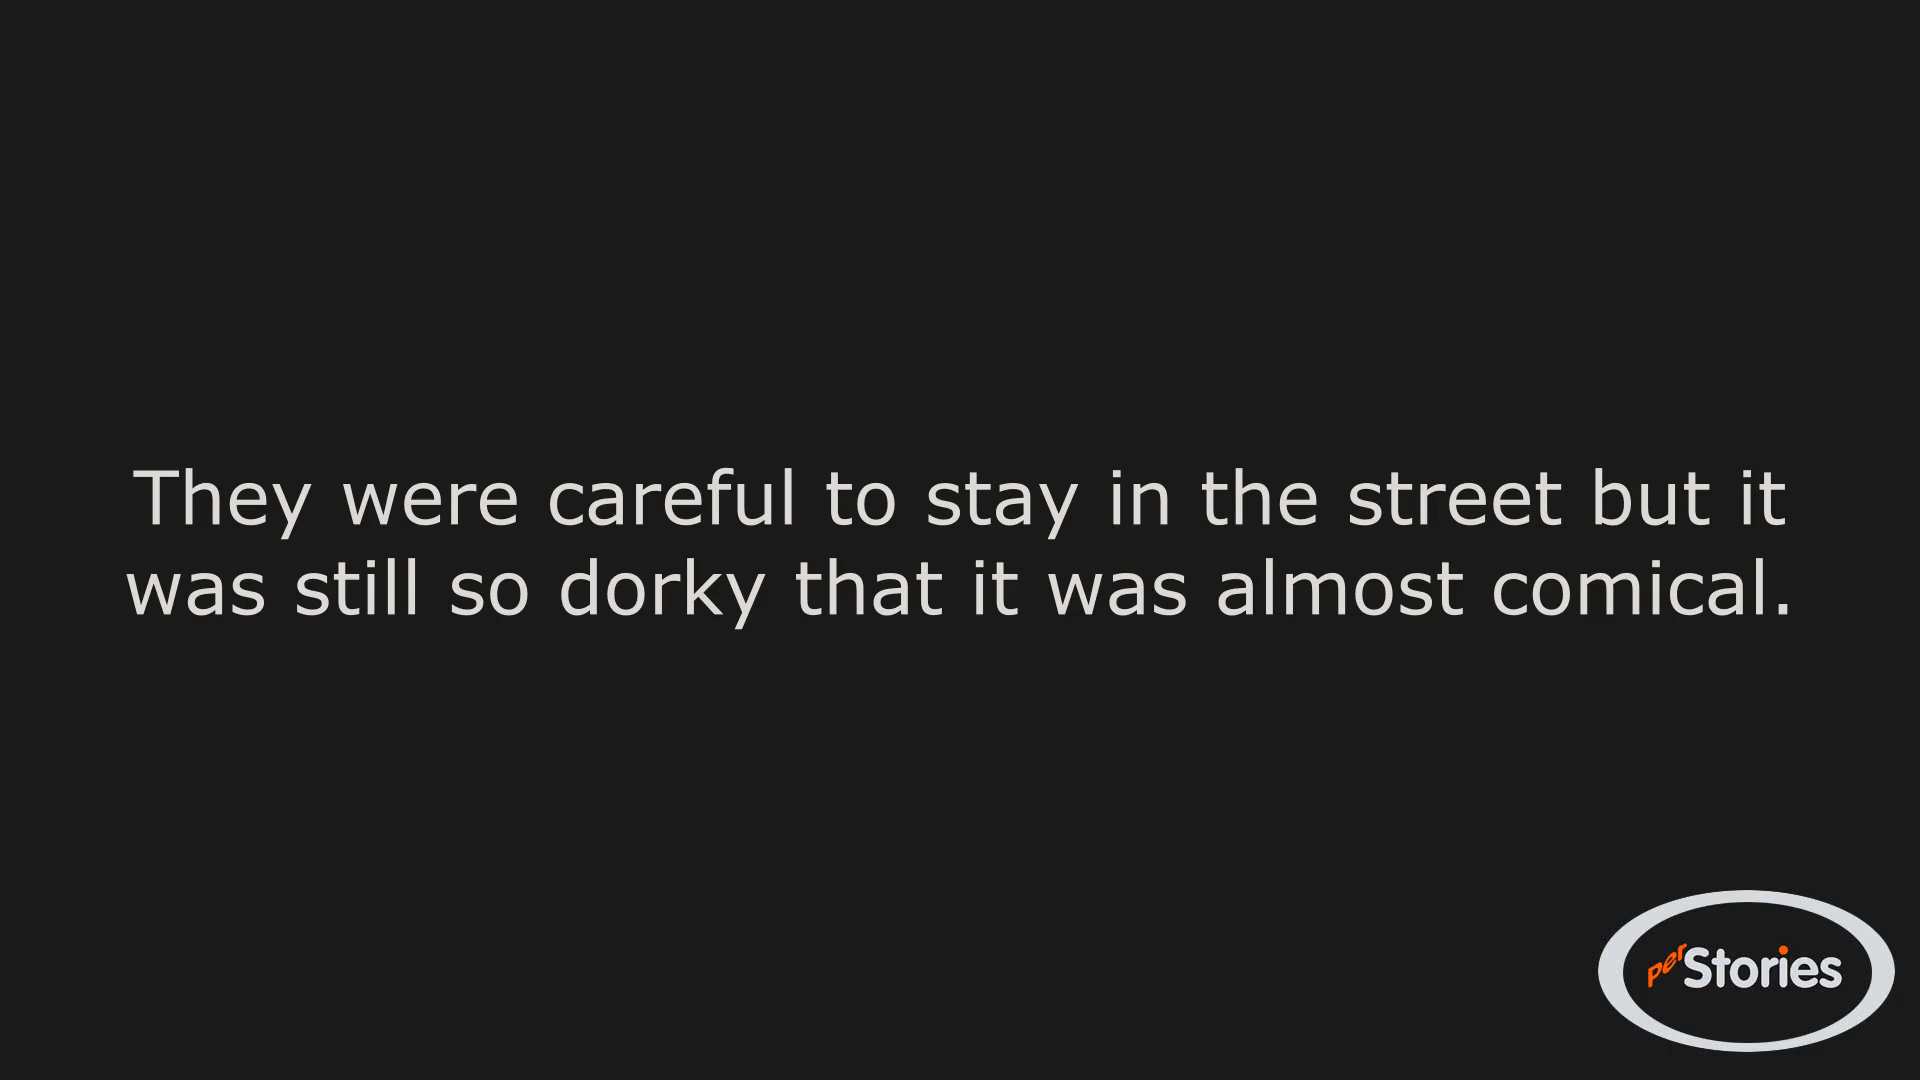 They were careful to stay in the street but it
was still so dorky that it was almost comical.
perStories